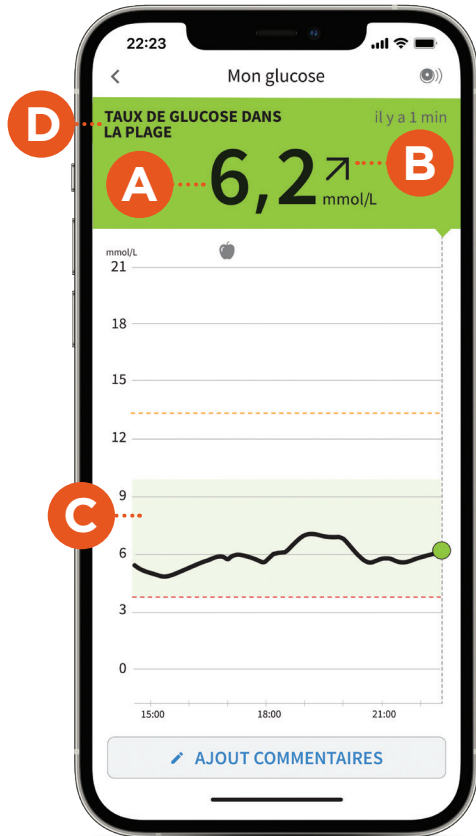 22:23
Mon glucose
D
TAUX DE GLUCOSE DANS
LA PLAGE
il y a 1 min
A
6,2
mmol/L
B
mmol/L
21
18
15
12
9
C
6
3
0
15:00
18:00
21:00
AJOUT COMMENTAIRES